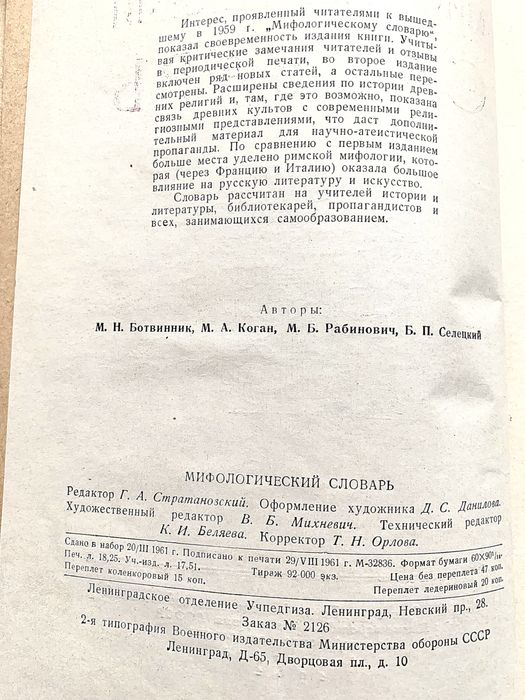 Интерес, проявленный читателями к вышед-
шему в 1959 г. „Мифологическому словарю“,
показал своевременность издания книги. Учиты-
вая критические замечания читателей и отзывы
в периодической печати, во второе издание
включен ряд новых статей, а остальные пере-
смотрены. Расширены сведения по истории древ-
них религий и, там, где это возможно, показана
связь древних культов с современными рели-
гиозными представлениями, что даст дополни-
тельный материал для научно-атеистической
пропаганды. По сравнению с первым изданием
больше места уделено римской мифологии, кото-
рая (через Францию и Италию) оказала большое
влияние на русскую литературу и искусство.
Словарь рассчитан на учителей истории и
литературы, библиотекарей, пропагандистов и
всех, занимающихся самообразованием.
Авторы:
М. Н. Ботвинник, М. А. Коган, М. Б. Рабинович, Б. П. Селецкий
МИФОЛОГИЧЕСКИЙ СЛОВАРЬ
Редактор Г. А. Стратановский. Оформление художника Д. С. Данилова.
Художественный редактор В. Б. Михневич. Технический редактор
К. И. Беляева. Корректор Т. Н. Орлова.
Сдано в набор 20/III 1961 г. Подписано к печати 29/VIII 1961 г. М-32836. Формат бумаги 60X90¹/₁₆.
Печ. л. 18,25. Уч.-изд. л. 17,51. Тираж 92 000 экз. Цена без переплета 47 коп.
Переплет коленкоровый 15 коп. Переплет ледериновый 20 коп.
Ленинградское отделение Учпедгиза. Ленинград, Невский пр., 28.
Заказ № 2126
2-я типография Военного издательства Министерства обороны СССР
Ленинград, Д-65, Дворцовая пл., д. 10